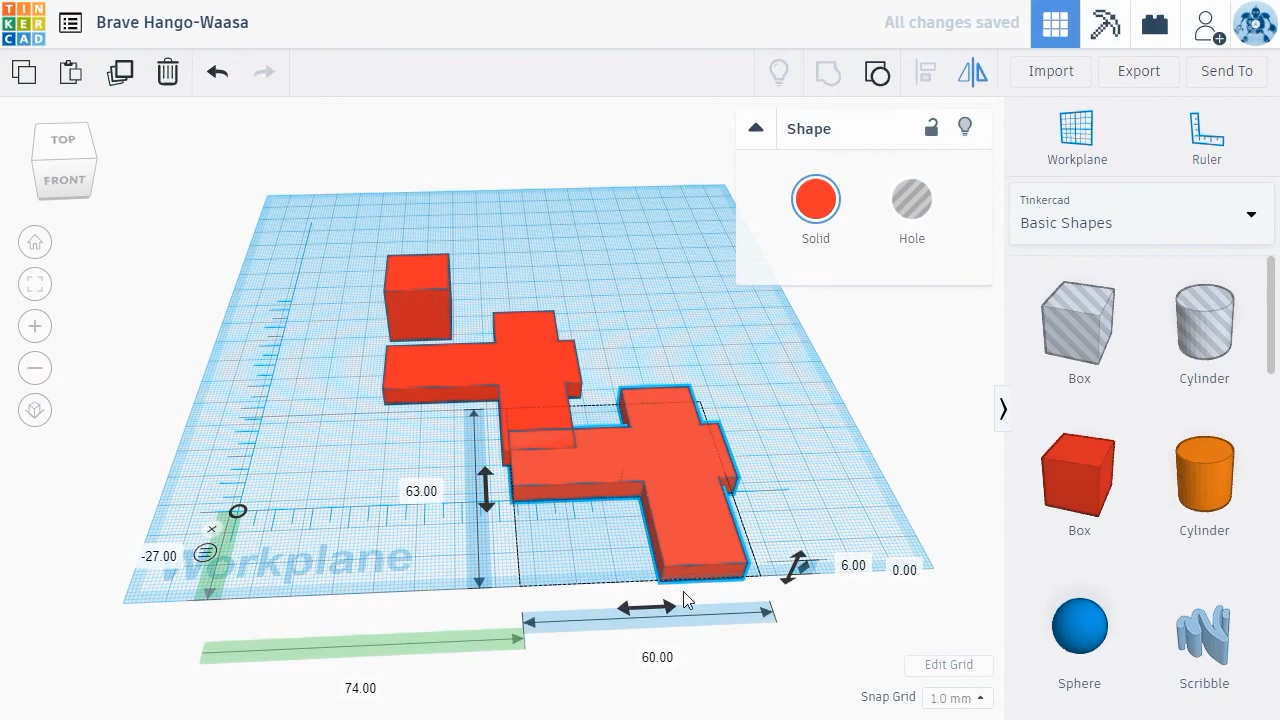 TIN
KER
CAD
Brave Hango-Waasa
All changes saved
Import
Export
Send To
TOP
FRONT
Shape
Solid
Hole
Workplane
Ruler
Tinkercad
Basic Shapes
Box
Cylinder
Box
Cylinder
Sphere
Scribble
63.00
-27.00
Workplane
6.00
0.00
60.00
74.00
Edit Grid
Snap Grid
1.0 mm